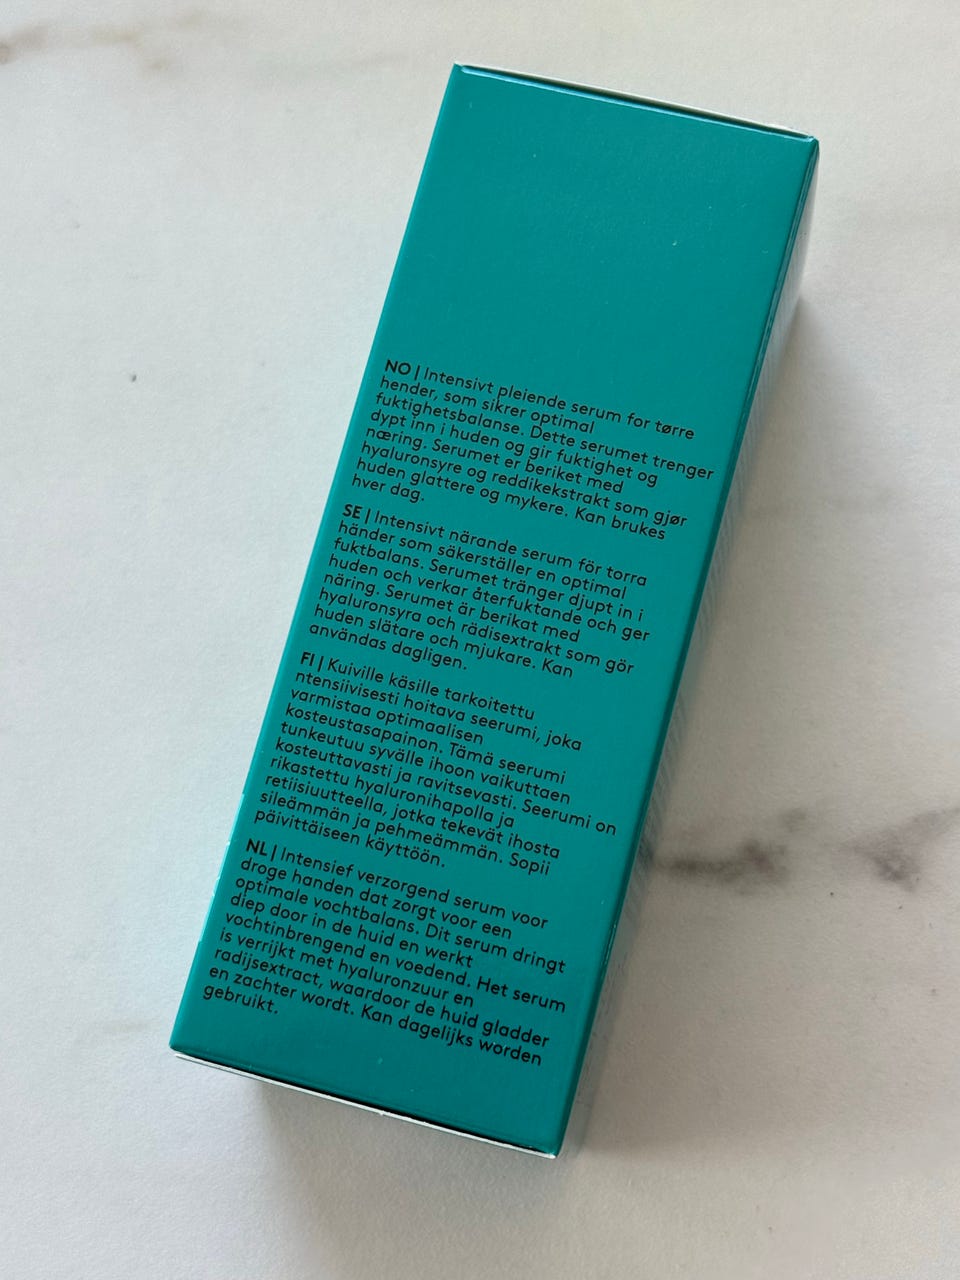 NO | Intensivt pleiende serum for tørre
hender, som sikrer optimal
fuktighetsbalanse. Dette serumet trenger
dypt inn i huden og gir fuktighet og
næring. Serumet er beriket med
hyaluronsyre og reddikekstrakt som gjør
huden glattere og mykere. Kan brukes
hver dag.
SE | Intensivt närande serum för torra
händer som säkerställer en optimal
fuktbalans. Serumet tränger djupt in i
huden och verkar återfuktande och ger
näring. Serumet är berikat med
hyaluronsyra och rädisextrakt som gör
huden slätare och mjukare. Kan
användas dagligen.
FI | Kuiville käsille tarkoitettu
ntensiivisesti hoitava seerumi, joka
varmistaa optimaalisen
kosteustasapainon. Tämä seerumi
tunkeutuu syvälle ihoon vaikuttaen
kosteuttavasti ja ravitsevasti. Seerumi on
rikastettu hyaluronihapolla ja
retiisiuutteella, jotka tekevät ihosta
sileämmän ja pehmeämmän. Sopii
päivittäiseen käyttöön.
NL | Intensief verzorgend serum voor
droge handen dat zorgt voor een
optimale vochtbalans. Dit serum dringt
diep door in de huid en werkt
vochtinbrengend en voedend. Het serum
is verrijkt met hyaluronzuur en
radijsextract, waardoor de huid gladder
en zachter wordt. Kan dagelijks worden
gebruikt.